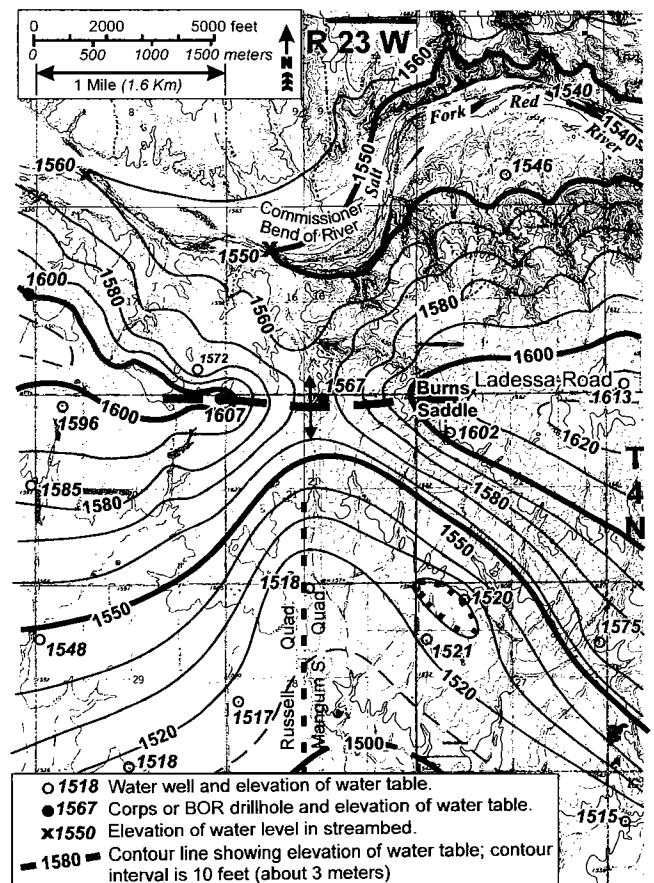 0 2000 5000 feet
0 500 1000 1500 meters
1 Mile (1.6 Km)
N
R 23 W
1560
1540
Fork Red River
1540
1550
Salt
1546
1560
Commissioner
Bend of River
1550
1600
1580
1560
1580
1572
1567
1600
Burns
Saddle
Ladessa Road
1613
1600
1607
1596
1602
1620
T
4
N
1585
1580
1580
1550
1518
1520
1550
1575
1548
1521
1520
Russell Quad.
Mangum S. Quad.
1517
1520
1500
1518
1515
1518 Water well and elevation of water table.
1567 Corps or BOR drillhole and elevation of water table.
x1550 Elevation of water level in streambed.
1580 Contour line showing elevation of water table; contour
interval is 10 feet (about 3 meters)